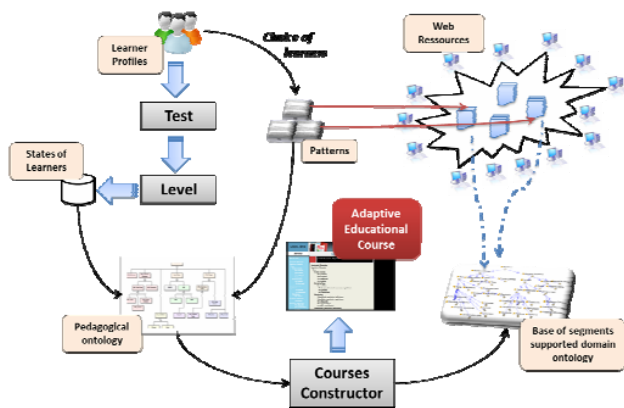 Choice of
learners
Learner
Profiles
Web
Ressources
Test
Patterns
States of
Learners
Level
Adaptive
Educational
Course
Pedagogical
ontology
Base of segments
supported domain
ontology
Courses
Constructor